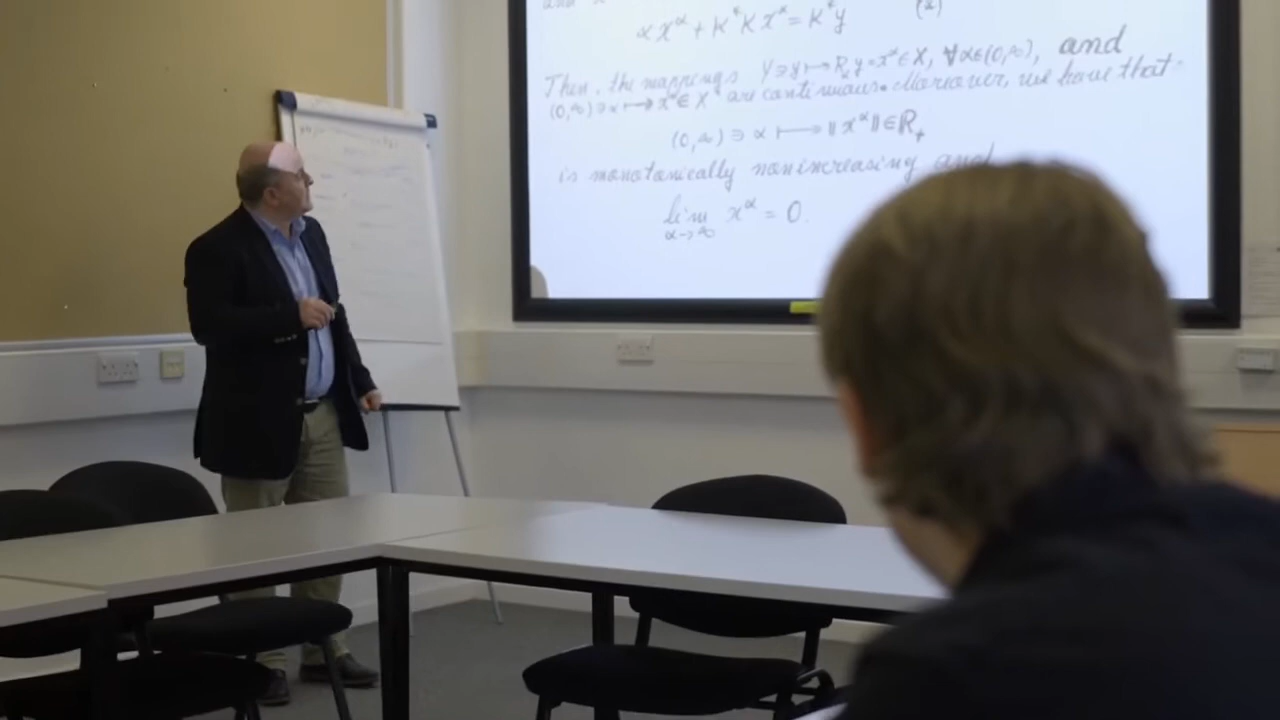 and
αx^α + K*Kx^α = K*y (2)
Then, the mappings Y∋y⟼R_α y=x^α∈X, ∀α∈(0,∞), and
(0,∞)∋α⟼x^α∈X are continuous. Moreover, we have that
(0,∞)∋α⟼‖x^α‖∈R₊
is monotonically nonincreasing and
lim x^α = 0.
α→∞